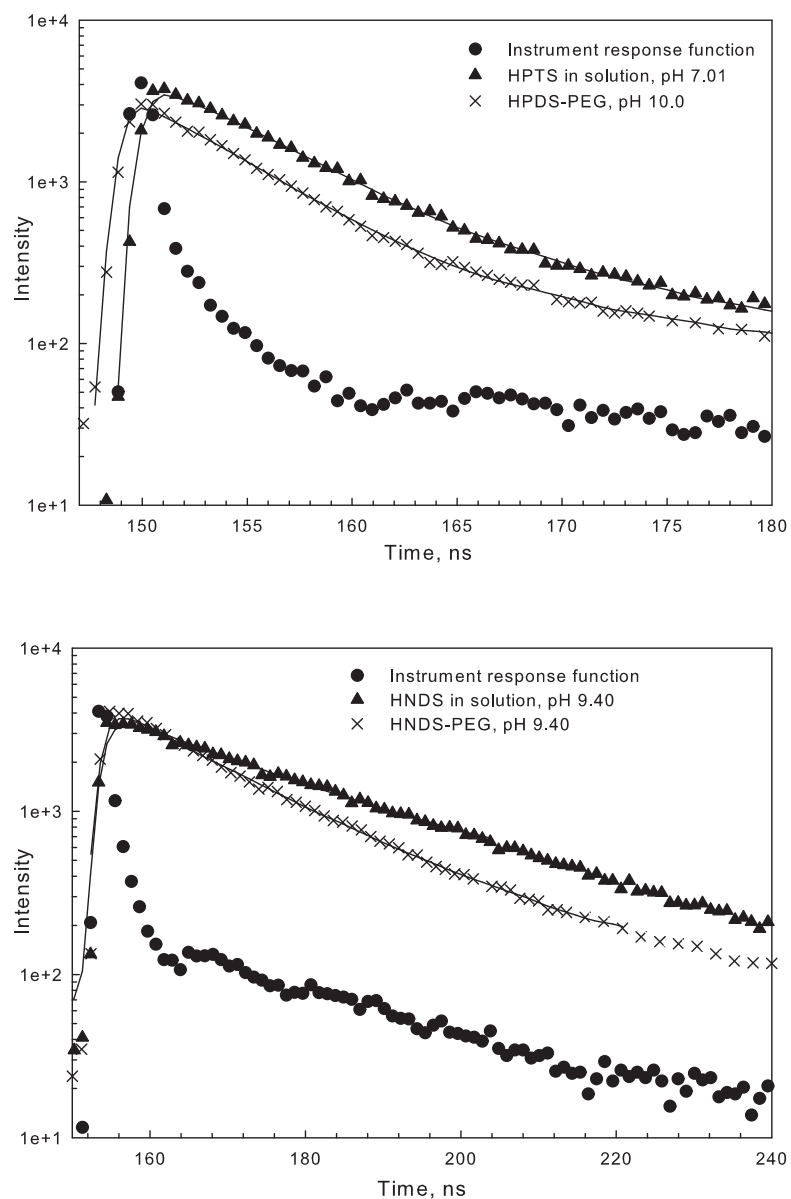 1e+4
Instrument response function
HPTS in solution, pH 7.01
HPDS-PEG, pH 10.0
1e+3
Intensity
1e+2
1e+1
150 155 160 165 170 175 180
Time, ns
1e+4
Instrument response function
HNDS in solution, pH 9.40
HNDS-PEG, pH 9.40
1e+3
Intensity
1e+2
1e+1
160 180 200 220 240
Time, ns